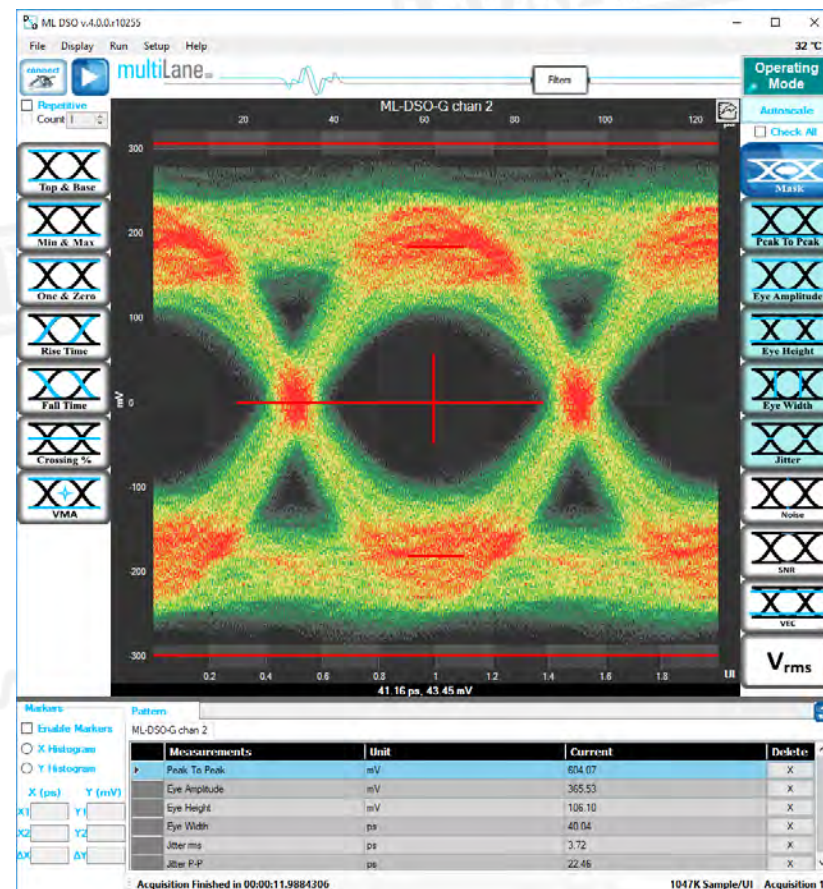 ML DSO v.4.0.0.r10255
File Display Run Setup Help
32 °C
connect
multiLane
Filters
Operating Mode
Repetitive
Count 1
ML-DSO-G chan 2
Autoscale
Check All
20 40 60 80 100 120
Top & Base
Min & Max
One & Zero
Rise Time
Fall Time
Crossing %
VMA
300
200
100
mV
0
-100
-200
-300
Mask
Peak To Peak
Eye Amplitude
Eye Height
Eye Width
Jitter
Noise
SNR
VEC
Vrms
0.2 0.4 0.6 0.8 1 1.2 1.4 1.6 1.8 UI
41.16 ps, 43.45 mV
Markers
Enable Markers
X Histogram
Y Histogram
X (ps) Y (mV)
X1 Y1
X2 Y2
ΔX ΔY
Pattern
ML-DSO-G chan 2
Measurements Unit Current Delete
Peak To Peak mV 604.07 X
Eye Amplitude mV 365.53 X
Eye Height mV 106.10 X
Eye Width ps 40.04 X
Jitter rms ps 3.72 X
Jitter P-P ps 22.46 X
Acquisition Finished in 00:00:11.9884306
1047K Sample/UI Acquisition 1